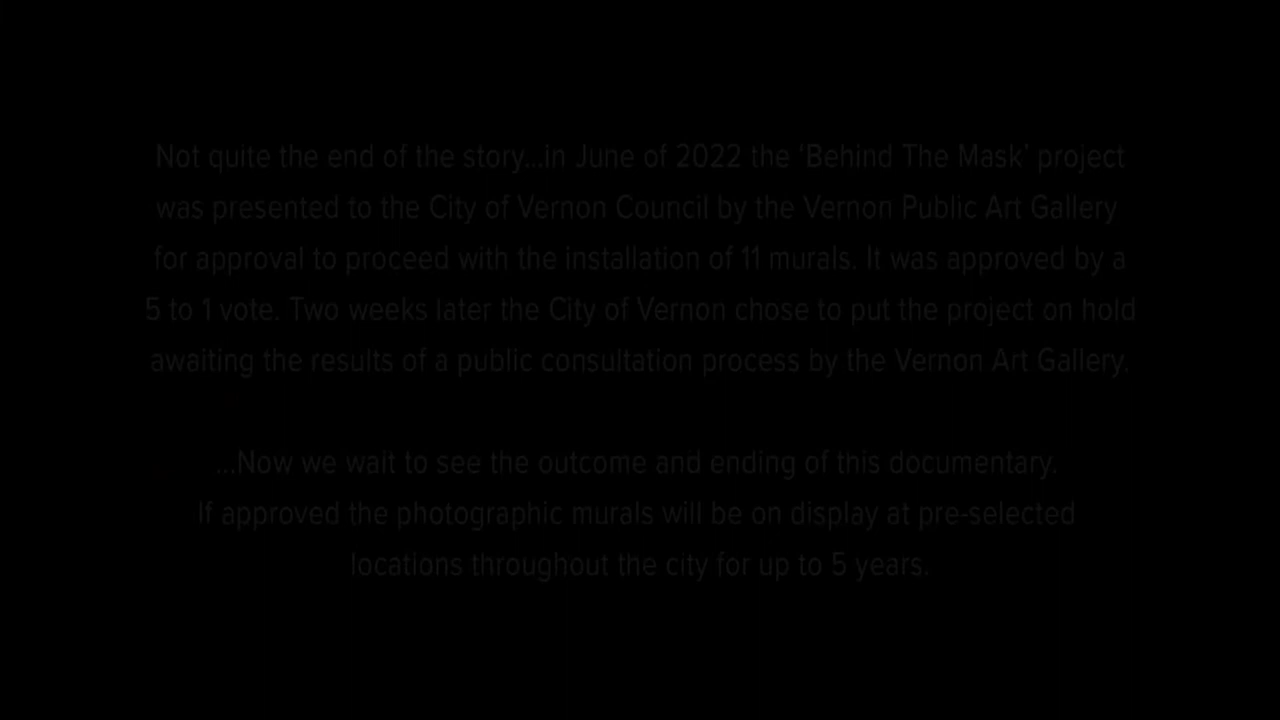 Not quite the end of the story...in June of 2022 the ‘Behind The Mask’ project
was presented to the City of Vernon Council by the Vernon Public Art Gallery
for approval to proceed with the installation of 11 murals. It was approved by a
5 to 1 vote. Two weeks later the City of Vernon chose to put the project on hold
awaiting the results of a public consultation process by the Vernon Art Gallery.
...Now we wait to see the outcome and ending of this documentary.
If approved the photographic murals will be on display at pre-selected
locations throughout the city for up to 5 years.